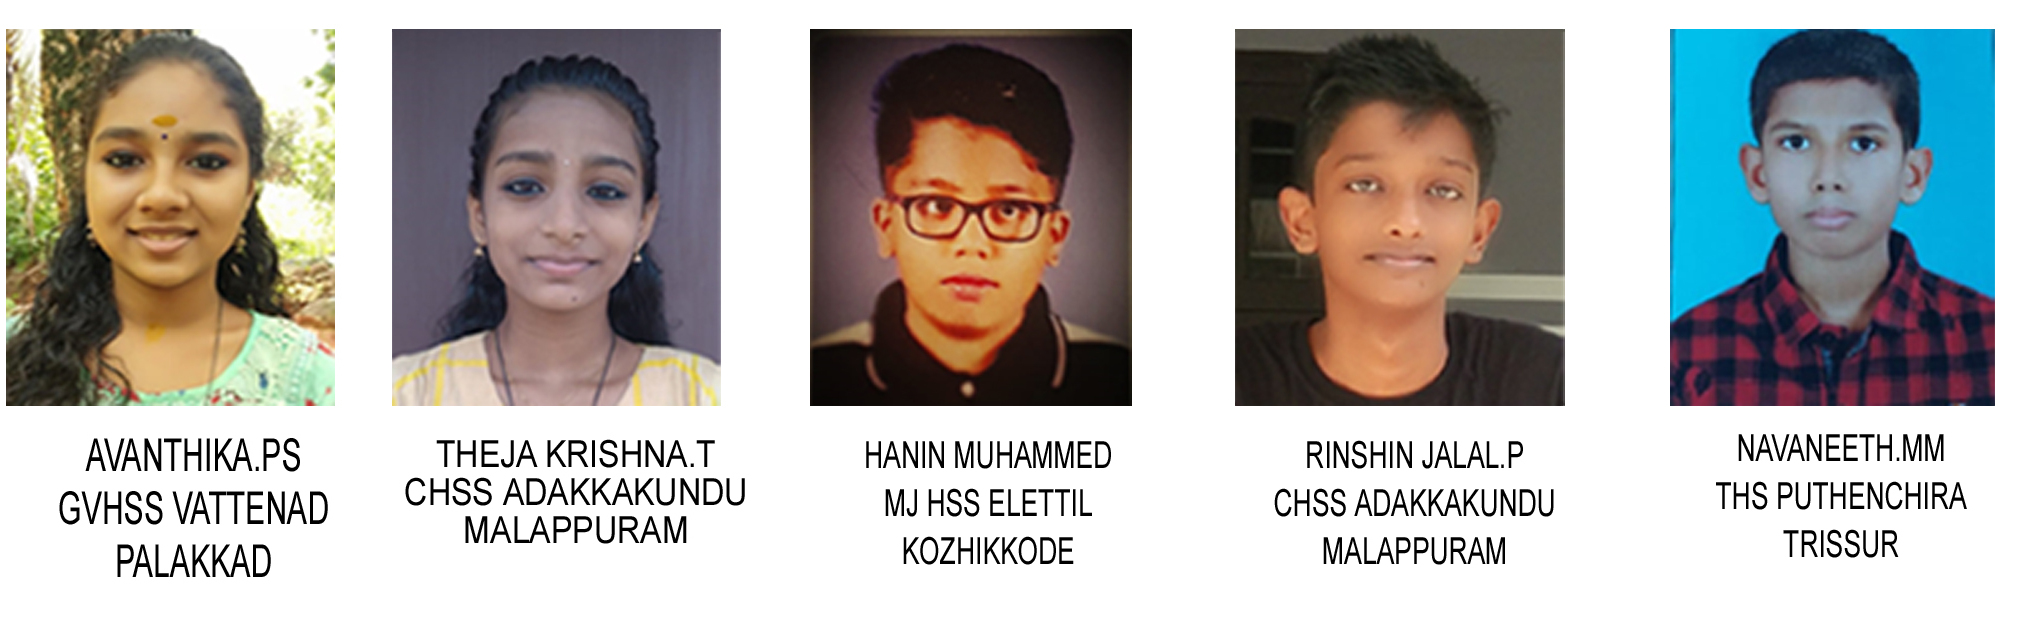 AVANTHIKA.PS
GVHSS VATTENAD
PALAKKAD
THEJA KRISHNA.T
CHSS ADAKKAKUNDU
MALAPPURAM
HANIN MUHAMMED
MJ HSS ELETTIL
KOZHIKKODE
RINSHIN JALAL.P
CHSS ADAKKAKUNDU
MALAPPURAM
NAVANEETH.MM
THS PUTHENCHIRA
TRISSUR